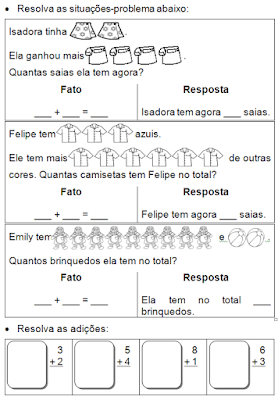 • Resolva as situações-problema abaixo:
Isadora tinha .
Ela ganhou mais .
Quantas saias ela tem agora?
Fato Resposta
___ + ___ = ___ Isadora tem agora ___ saias.
Felipe tem azuis.
Ele tem mais de outras
cores. Quantas camisetas tem Felipe no total?
Fato Resposta
___ + ___ = ___ Felipe tem agora ___ saias.
Emily tem e .
Quantos brinquedos ela tem no total?
Fato Resposta
___ + ___ = ___ Ela tem no total ___
brinquedos.
• Resolva as adições:
3 5 8 6
+ 2 + 4 + 1 + 3